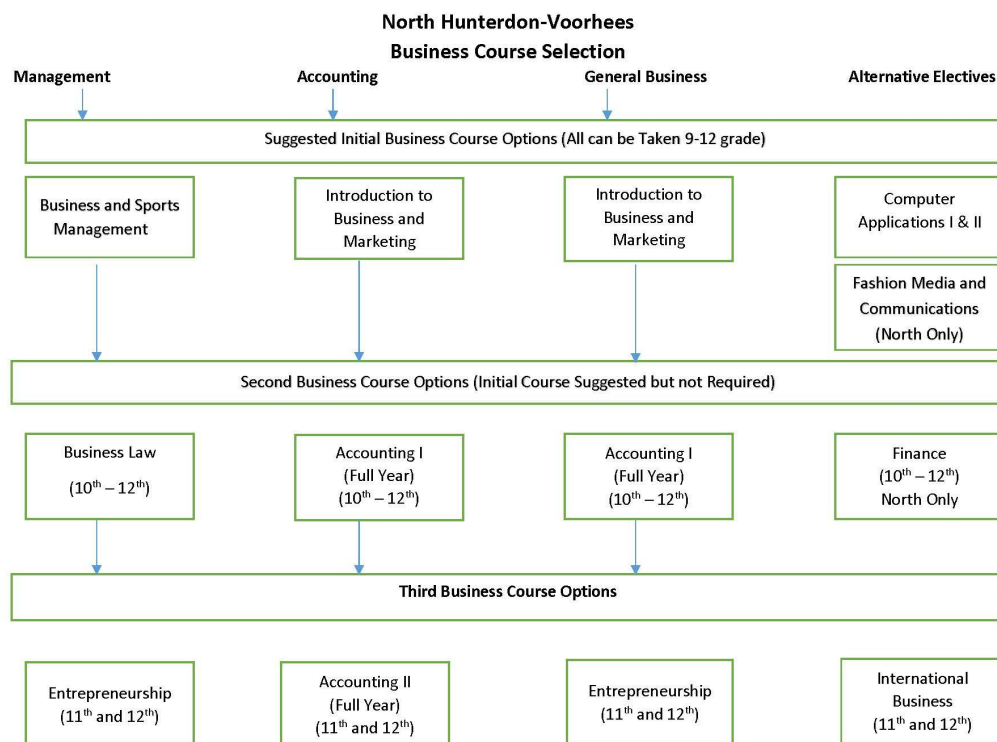 North Hunterdon-Voorhees
Business Course Selection
Management
Accounting
General Business
Alternative Electives
Suggested Initial Business Course Options (All can be Taken 9-12 grade)
Business and Sports
Management
Introduction to
Business and
Marketing
Introduction to
Business and
Marketing
Computer
Applications I & II
Fashion Media and
Communications
(North Only)
Second Business Course Options (Initial Course Suggested but not Required)
Business Law
(10th – 12th)
Accounting I
(Full Year)
(10th – 12th)
Accounting I
(Full Year)
(10th – 12th)
Finance
(10th – 12th)
North Only
Third Business Course Options
Entrepreneurship
(11th and 12th)
Accounting II
(Full Year)
(11th and 12th)
Entrepreneurship
(11th and 12th)
International
Business
(11th and 12th)